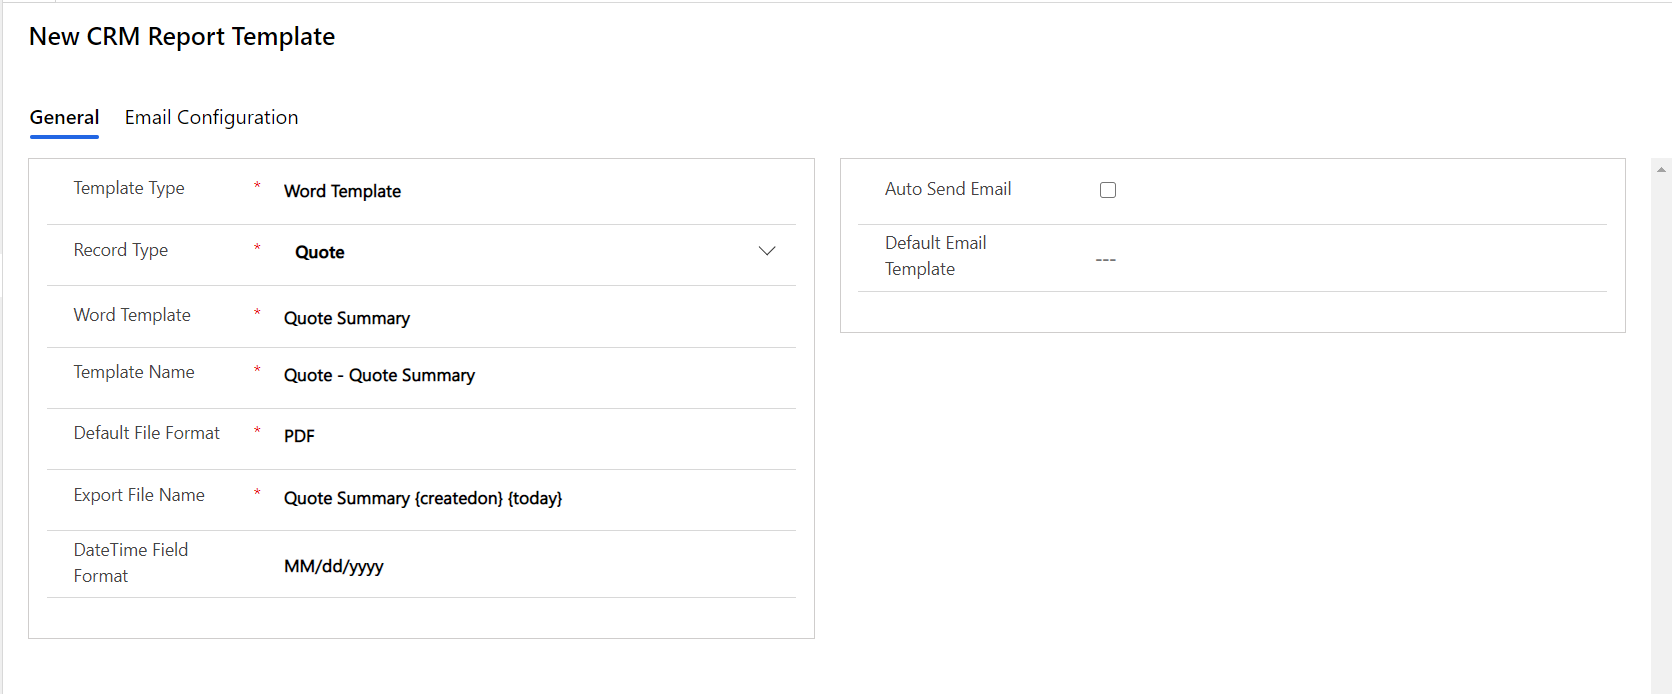 New CRM Report Template
General Email Configuration
Template Type * Word Template
Record Type * Quote
Word Template * Quote Summary
Template Name * Quote - Quote Summary
Default File Format * PDF
Export File Name * Quote Summary {createdon} {today}
DateTime Field
Format
MM/dd/yyyy
Auto Send Email
Default Email
Template
---